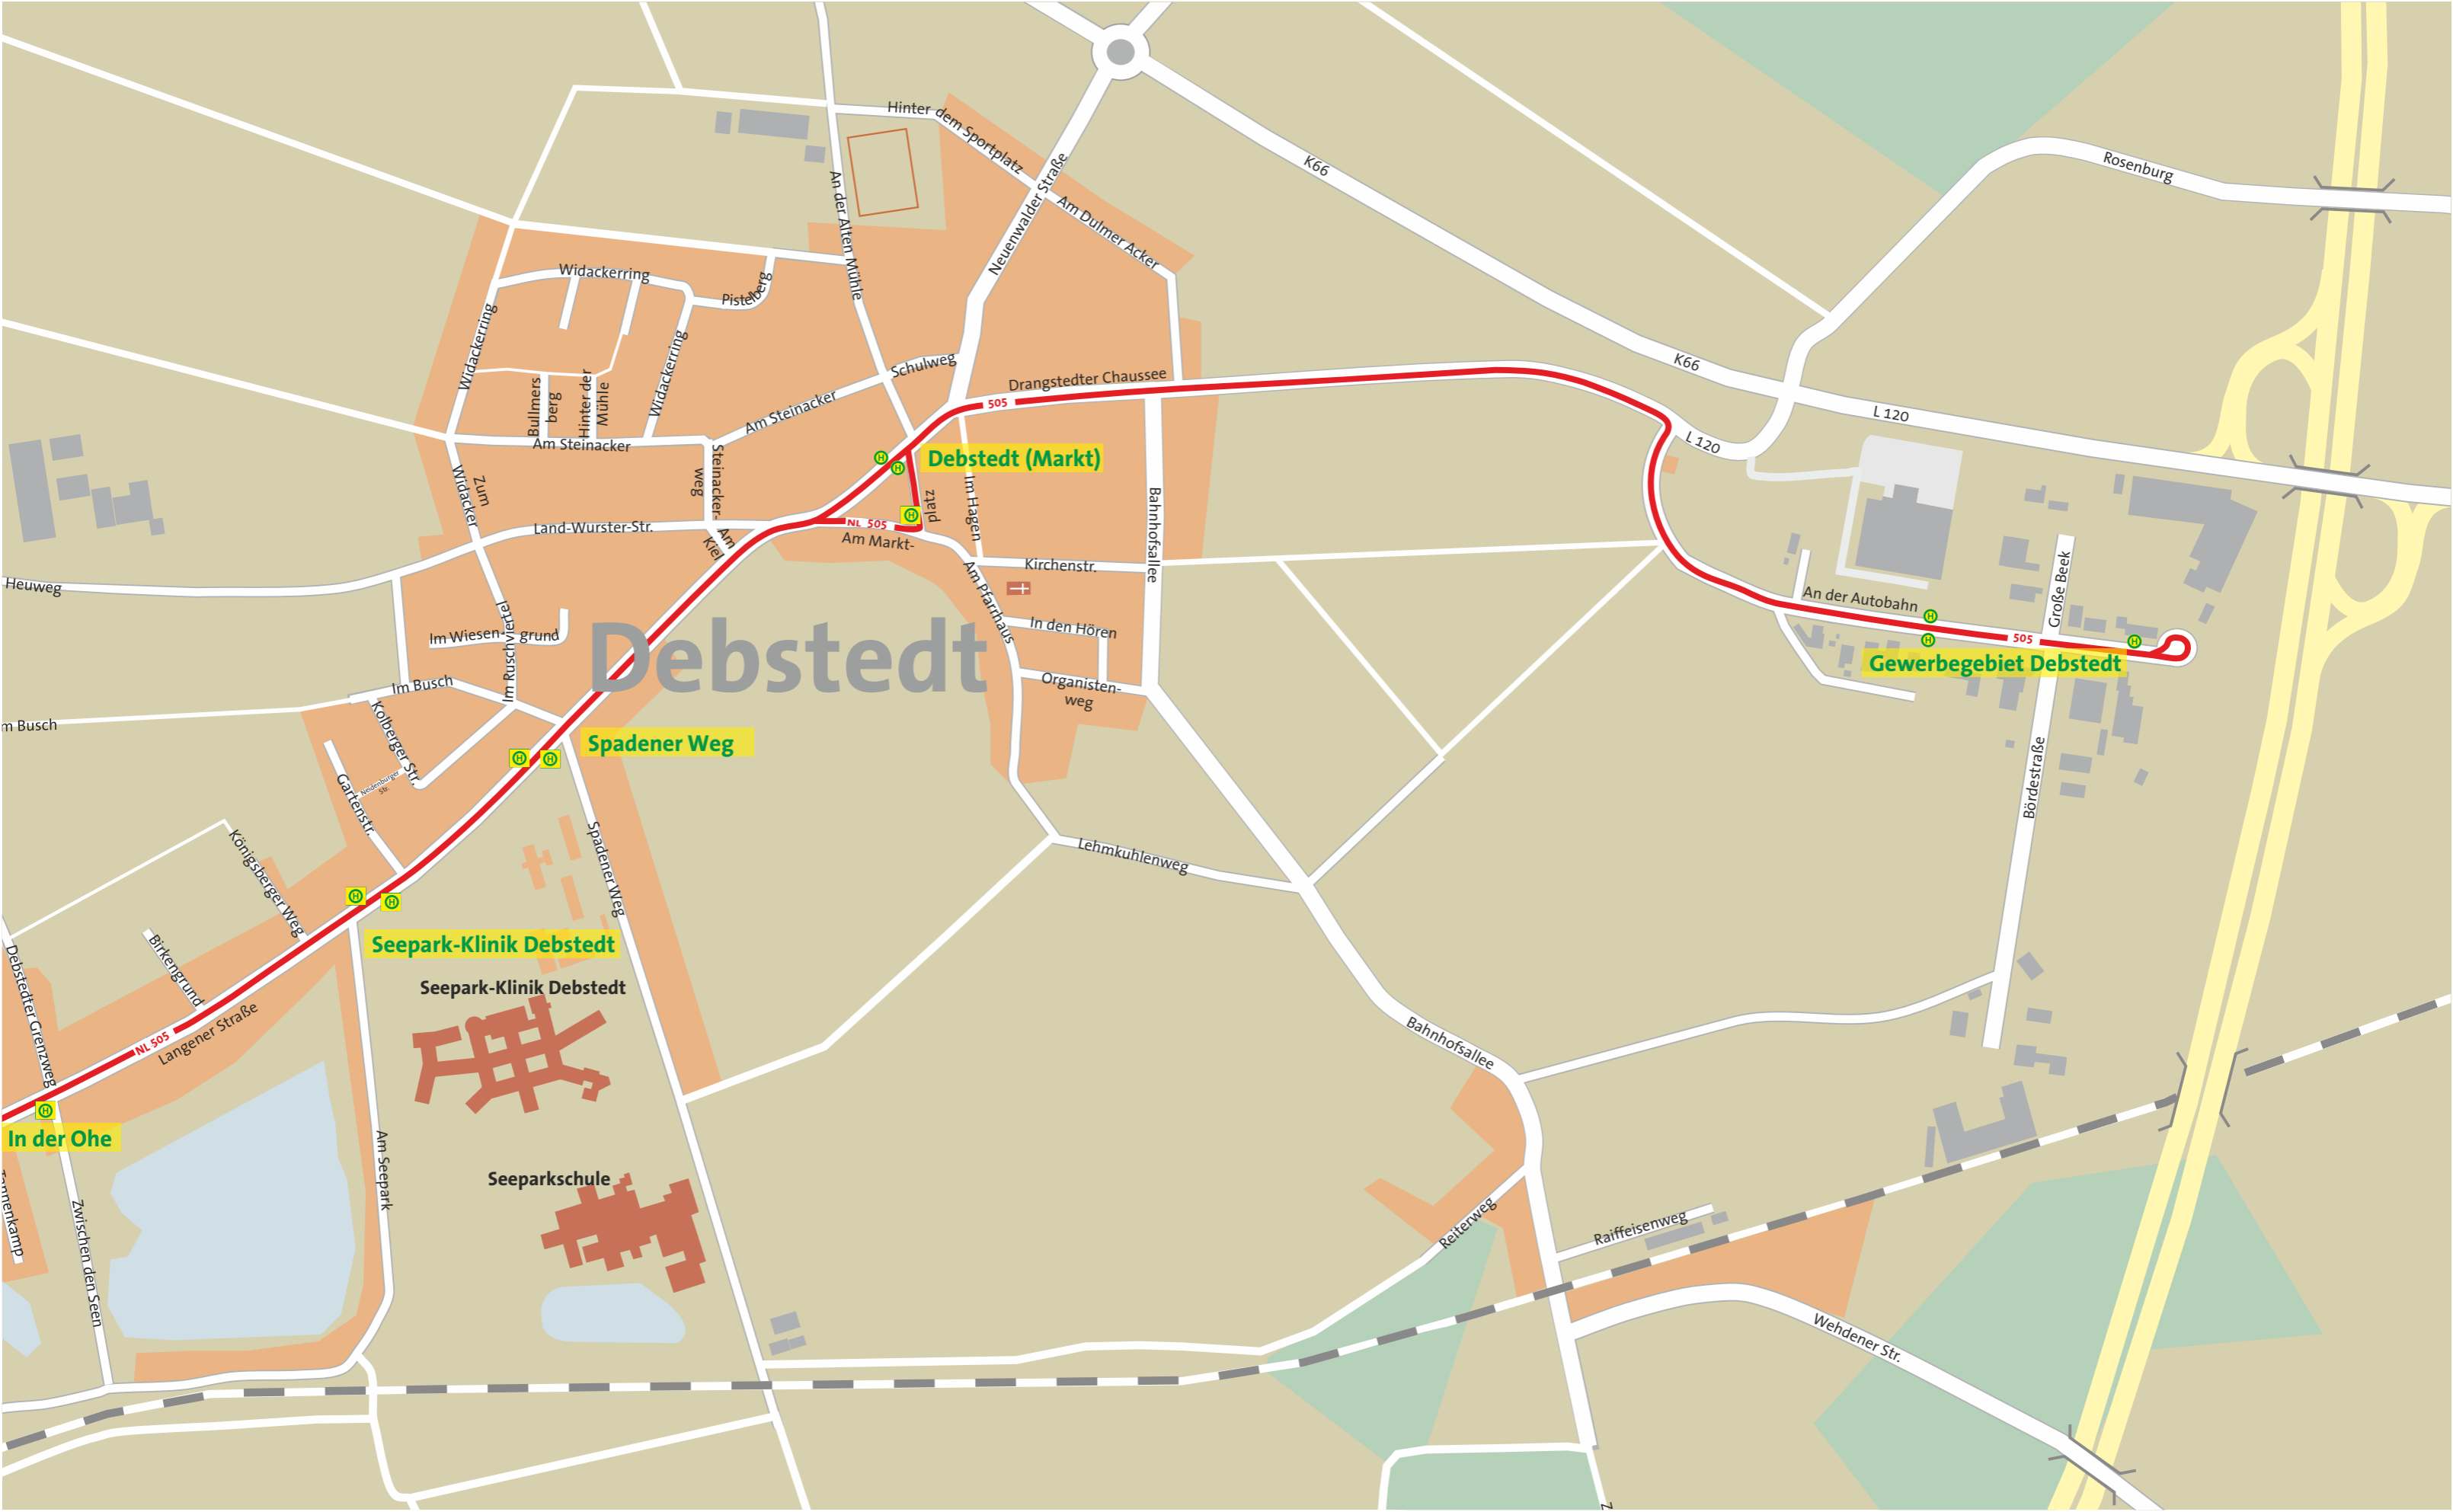 Hinter dem Sportplatz
K66
Rosenburg
An der Alten Mühle
Neuenwalder Straße
Am Dulmer Acker
Widackerring
Pistelberg
Widackerring
Widackerring
Schulweg
K66
Drangstedter Chaussee
505
L 120
L 120
Bullmers
berg
Hinter der
Mühle
Am Steinacker
Am Steinacker
H
H
Debstedt (Markt)
Zum
Widacker
Steinacker-
weg
Im Hagen
Bahnhofsallee
H
Land-Wurster-Str.
NL 505
Am Markt-
platz
Am
Kiel
Kirchenstr.
Heuweg
Große Beek
An der Autobahn
H
H
505
H
Gewerbegebiet Debstedt
Im Wiesen-
grund
Im Ruschviertel
Debstedt
Am Pfarrhaus
In den Hören
Organisten-
weg
Im Busch
m Busch
Kolberger Str.
Spadener Weg
H
H
Neidenburger
Str.
Gartenstr.
Bördestraße
Königsberger Weg
Spadener Weg
Lehmkuhlenweg
H
H
Birkengrund
Seepark-Klinik Debstedt
Debstedter Grenzweg
Seepark-Klinik Debstedt
NL 505
Langener Straße
Bahnhofsallee
H
In der Ohe
Am Seepark
Seeparkschule
Tannenkamp
Zwischen den Seen
Reiterweg
Raiffeisenweg
Wehdener Str.
Z